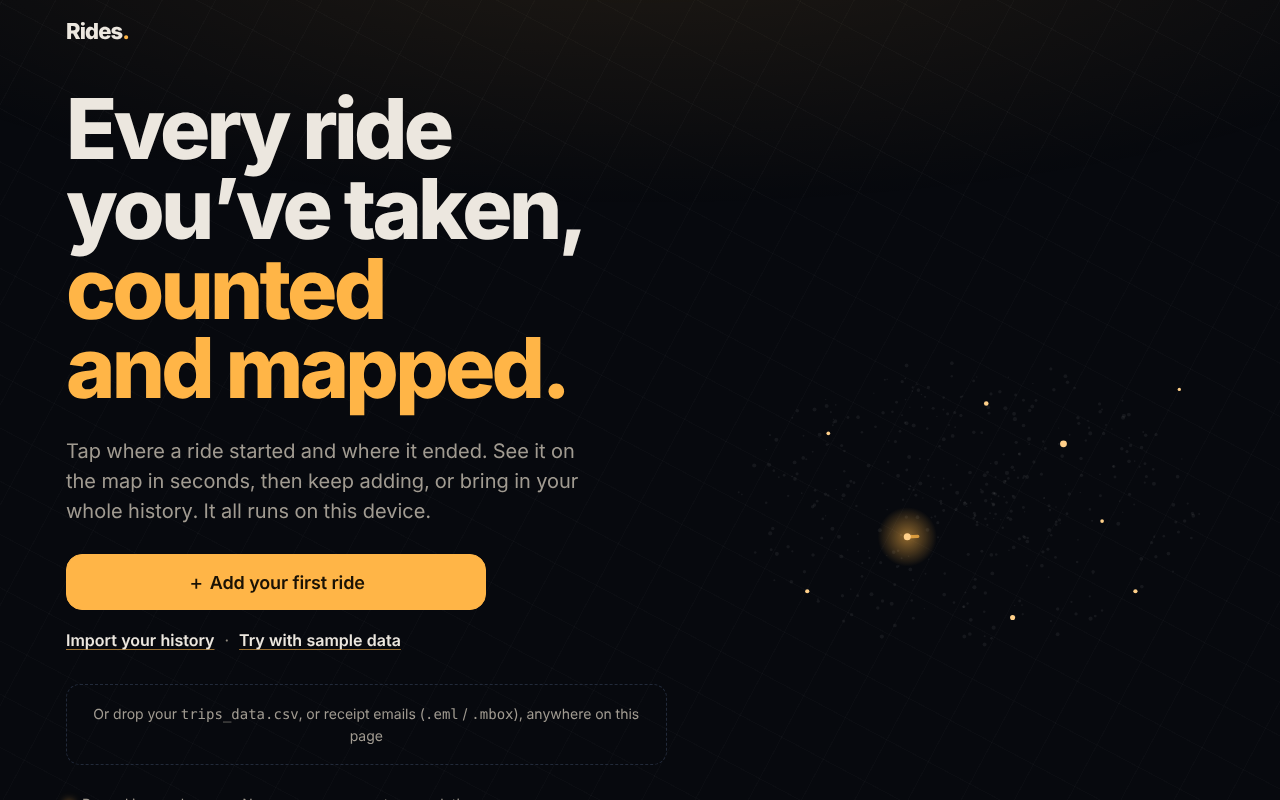 Rides.
Every ride
you’ve taken,
counted
and mapped.
Tap where a ride started and where it ended. See it on
the map in seconds, then keep adding, or bring in your
whole history. It all runs on this device.
+ Add your first ride
Import your history · Try with sample data
Or drop your trips_data.csv, or receipt emails (.eml / .mbox), anywhere on this
page